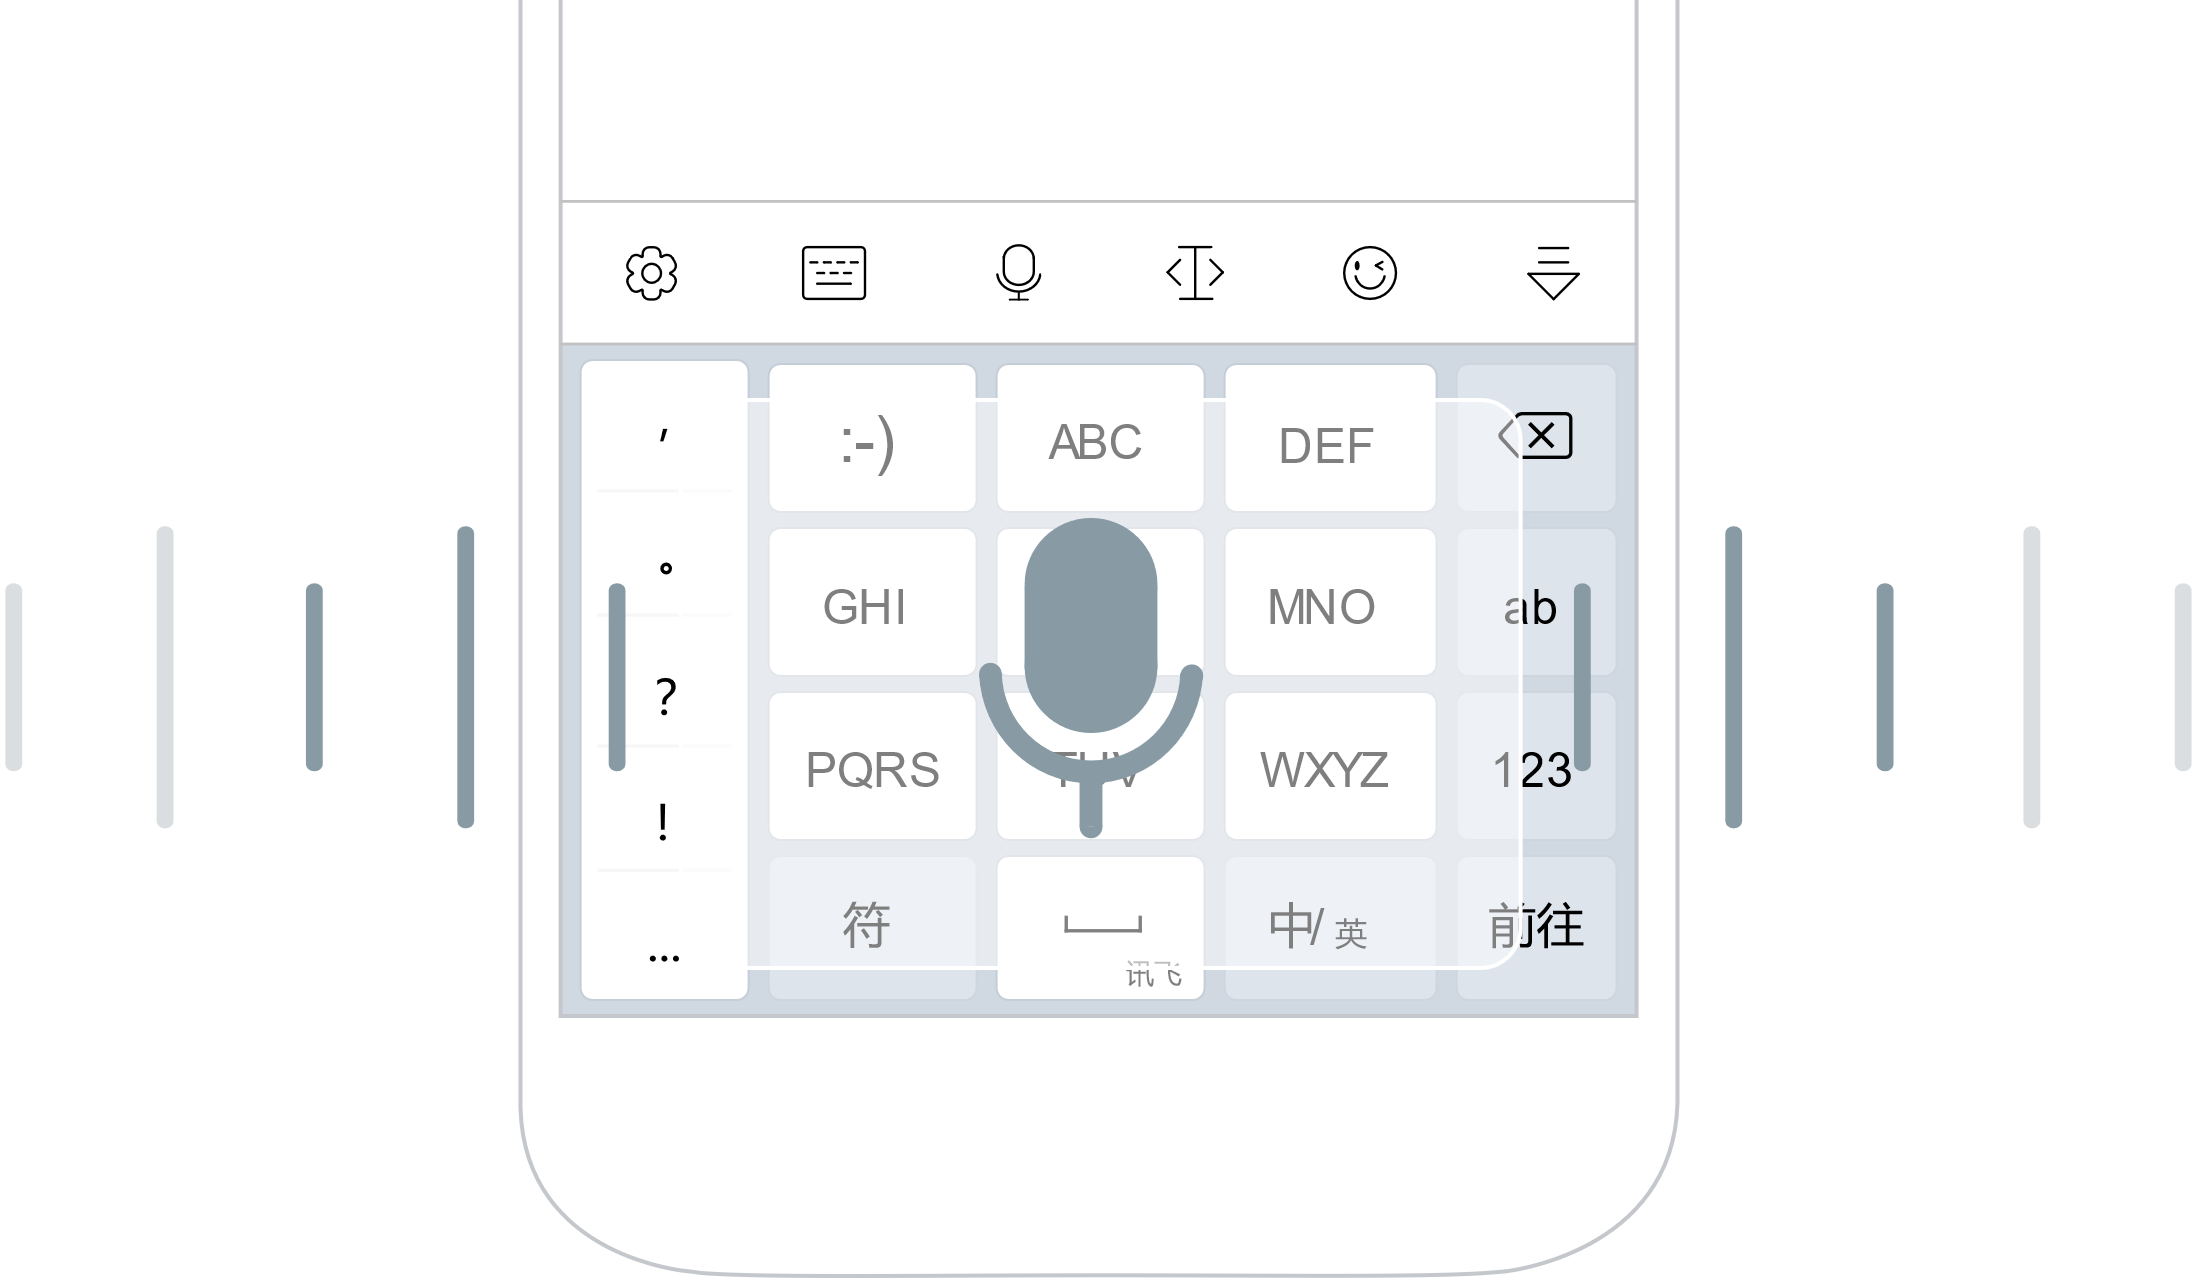 ,
:-)
ABC
DEF
。
GHI
MNO
ab
?
PQRS
WXYZ
123
!
符
中/英
前往
...
讯飞